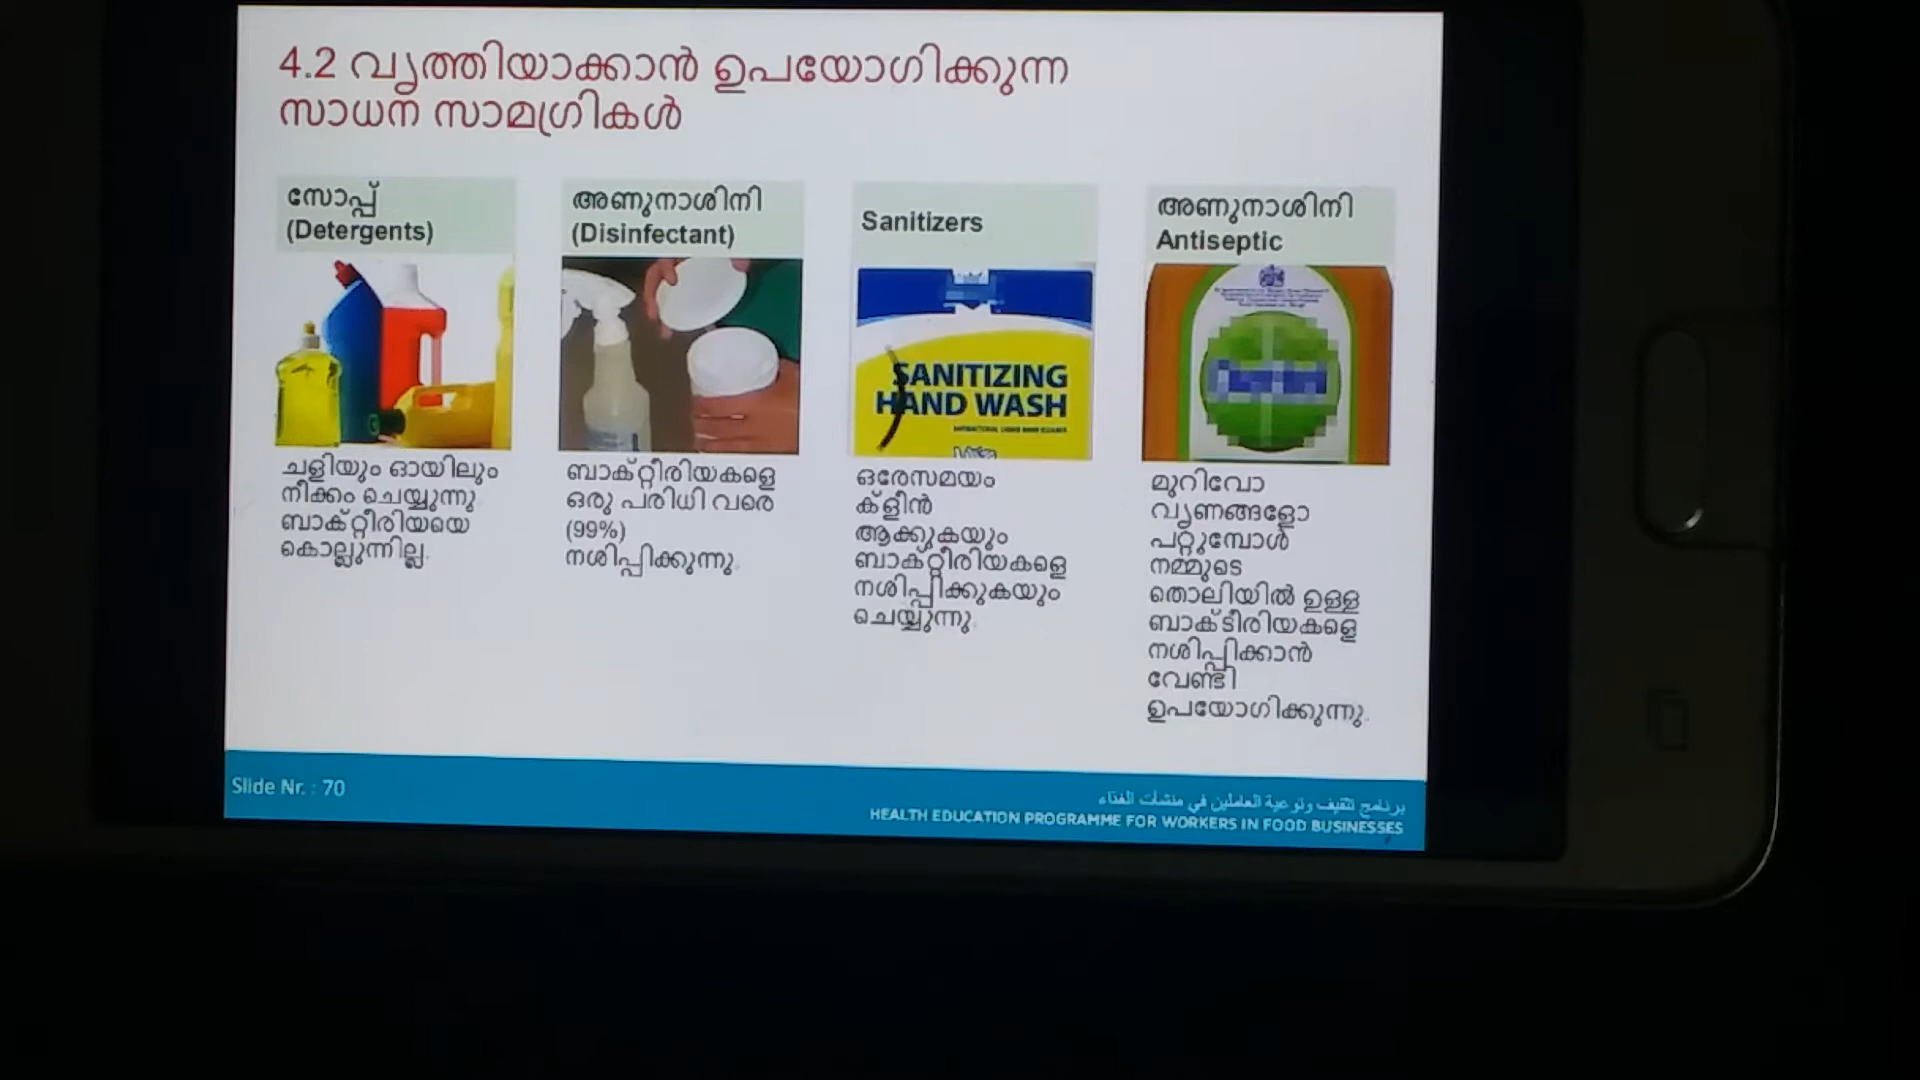 4.2 വൃത്തിയാക്കാൻ ഉപയോഗിക്കുന്ന
സാധന സാമഗ്രികൾ
സോപ്പ്
(Detergents)
ചളിയും ഓയിലും
നീക്കം ചെയ്യുന്നു.
ബാക്റ്റീരിയയെ
കൊല്ലുന്നില്ല.
അണുനാശിനി
(Disinfectant)
ബാക്റ്റീരിയകളെ
ഒരു പരിധി വരെ
(99%)
നശിപ്പിക്കുന്നു.
Sanitizers
SANITIZING
HAND WASH
ഒരേസമയം
ക്ളീൻ
ആക്കുകയും
ബാക്റ്റീരിയകളെ
നശിപ്പിക്കുകയും
ചെയ്യുന്നു.
അണുനാശിനി
Antiseptic
മുറിവോ
വൃണങ്ങളോ
പറ്റുമ്പോൾ
നമ്മുടെ
തൊലിയിൽ ഉള്ള
ബാക്ടീരിയകളെ
നശിപ്പിക്കാൻ
വേണ്ടി
ഉപയോഗിക്കുന്നു.
Slide Nr. : 70
برنامج تثقيف وتوعية العاملين في منشآت الغذاء
HEALTH EDUCATION PROGRAMME FOR WORKERS IN FOOD BUSINESSES